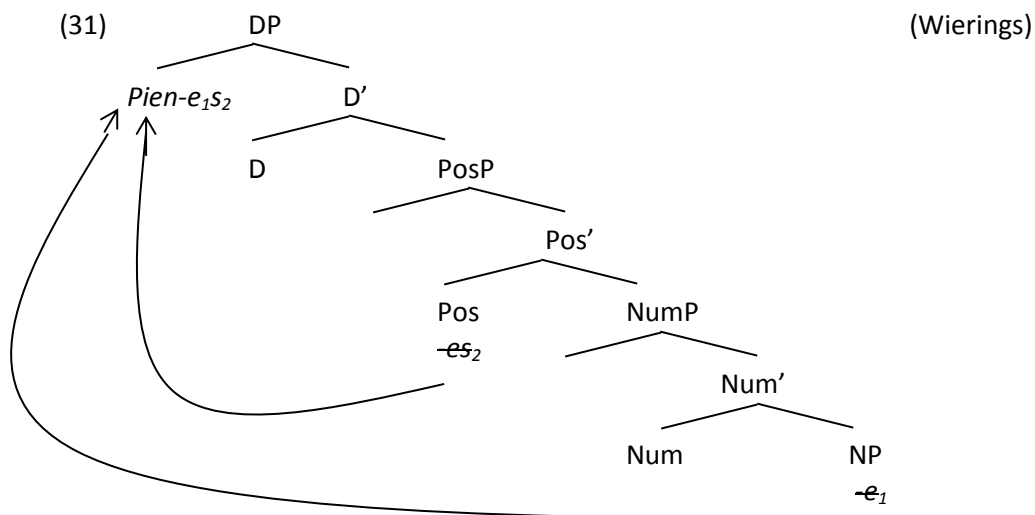 (31) DP (Wierings)
Pien-e₁s₂ D’
D PosP
Pos’
Pos NumP
-es₂
Num’
Num NP
-e₁